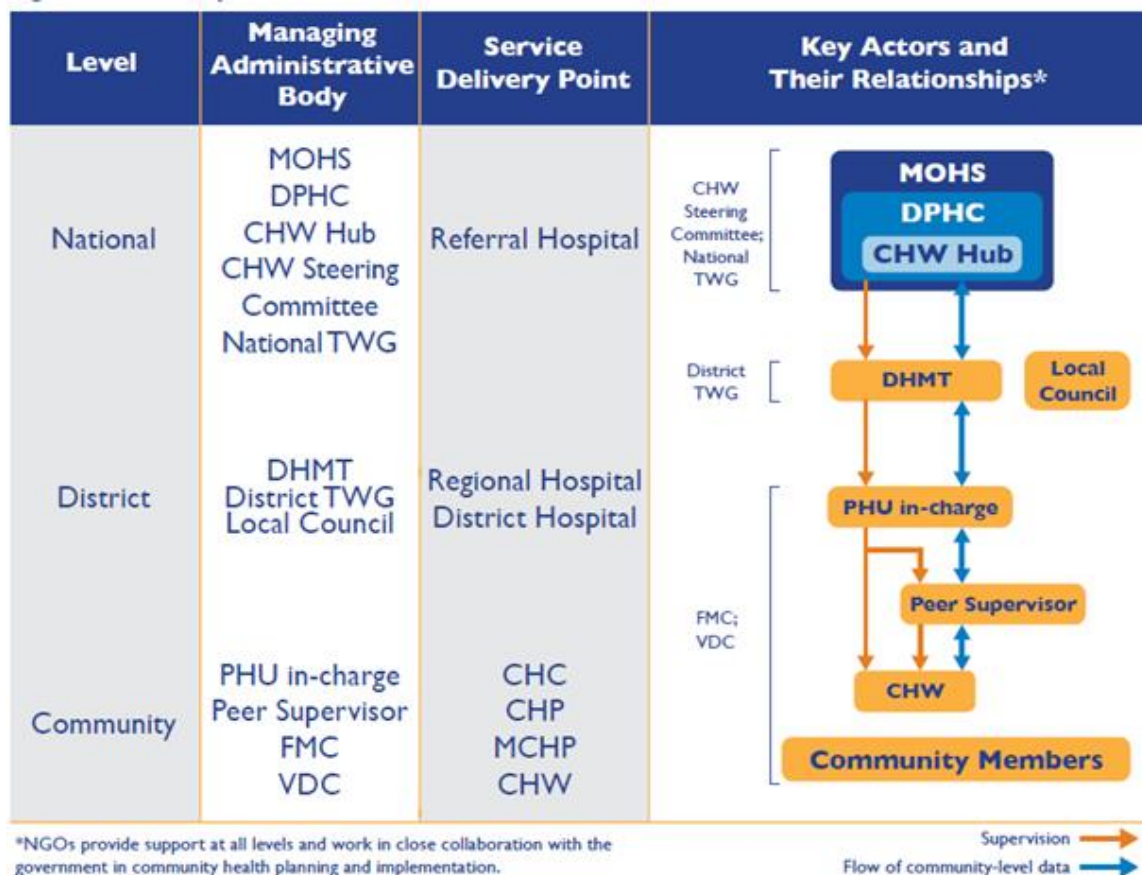 Level
Managing
Administrative
Body
Service
Delivery Point
Key Actors and
Their Relationships*
National
MOHS
DPHC
CHW Hub
CHW Steering
Committee
National TWG
Referral Hospital
CHW
Steering
Committee;
National
TWG
MOHS
DPHC
CHW Hub
District
TWG
DHMT
Local
Council
District
DHMT
District TWG
Local Council
Regional Hospital
District Hospital
PHU in-charge
Peer Supervisor
FMC;
VDC
CHW
Community Members
Community
PHU in-charge
Peer Supervisor
FMC
VDC
CHC
CHP
MCHP
CHW
*NGOs provide support at all levels and work in close collaboration with the
government in community health planning and implementation.
Supervision
Flow of community-level data